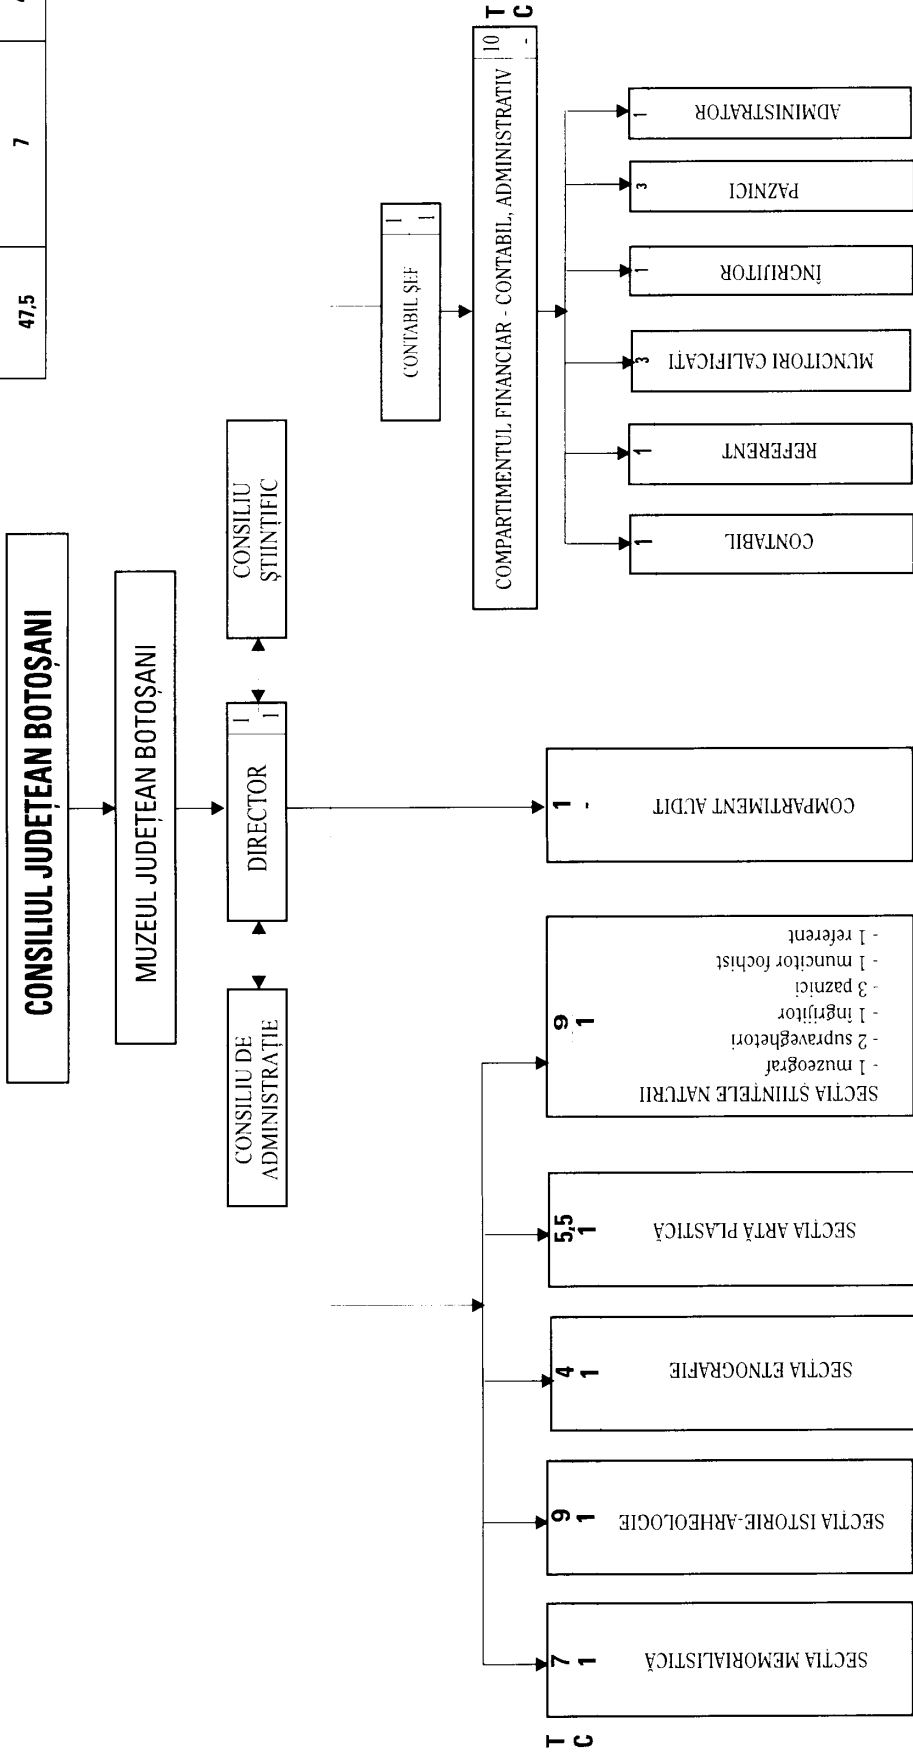 47,5
7
CONSILIUL JUDEȚEAN BOTOȘANI
MUZEUL JUDEȚEAN BOTOȘANI
CONSILIU DE
ADMINISTRAȚIE
DIRECTOR
1
1
CONSILIU
ȘTIINȚIFIC
CONTABIL ȘEF
1
1
COMPARTIMENTUL FINANCIAR - CONTABIL, ADMINISTRATIV
10
-
T
C
T
C
7
1
SECȚIA MEMORIALISTICĂ
9
1
SECȚIA ISTORIE-ARHEOLOGIE
4
1
SECȚIA ETNOGRAFIE
5,5
1
SECȚIA ARTĂ PLASTICĂ
9
1
SECȚIA ȘTIINȚELE NATURII
- 1 muzeograf
- 2 supraveghetori
- 1 îngrijitor
- 3 paznici
- 1 muncitor fochist
- 1 referent
1
-
COMPARTIMENT AUDIT
1
CONTABIL
1
REFERENT
3
MUNCITORI CALIFICAȚI
1
ÎNGRIJITOR
3
PAZNICI
1
ADMINISTRATOR